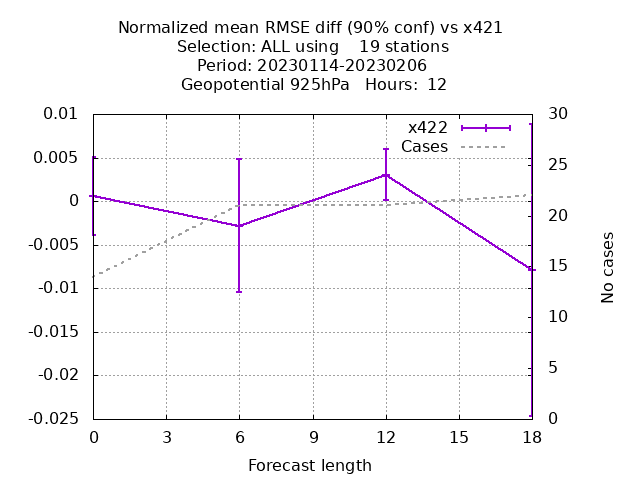 Normalized mean RMSE diff (90% conf) vs x421
Selection: ALL using    19 stations
Period: 20230114-20230206
Geopotential 925hPa   Hours:  12
0.01
0.005
0
-0.005
-0.01
-0.015
-0.02
-0.025
x422
Cases
30
25
20
15
10
5
0
No cases
0 3 6 9 12 15 18
Forecast length